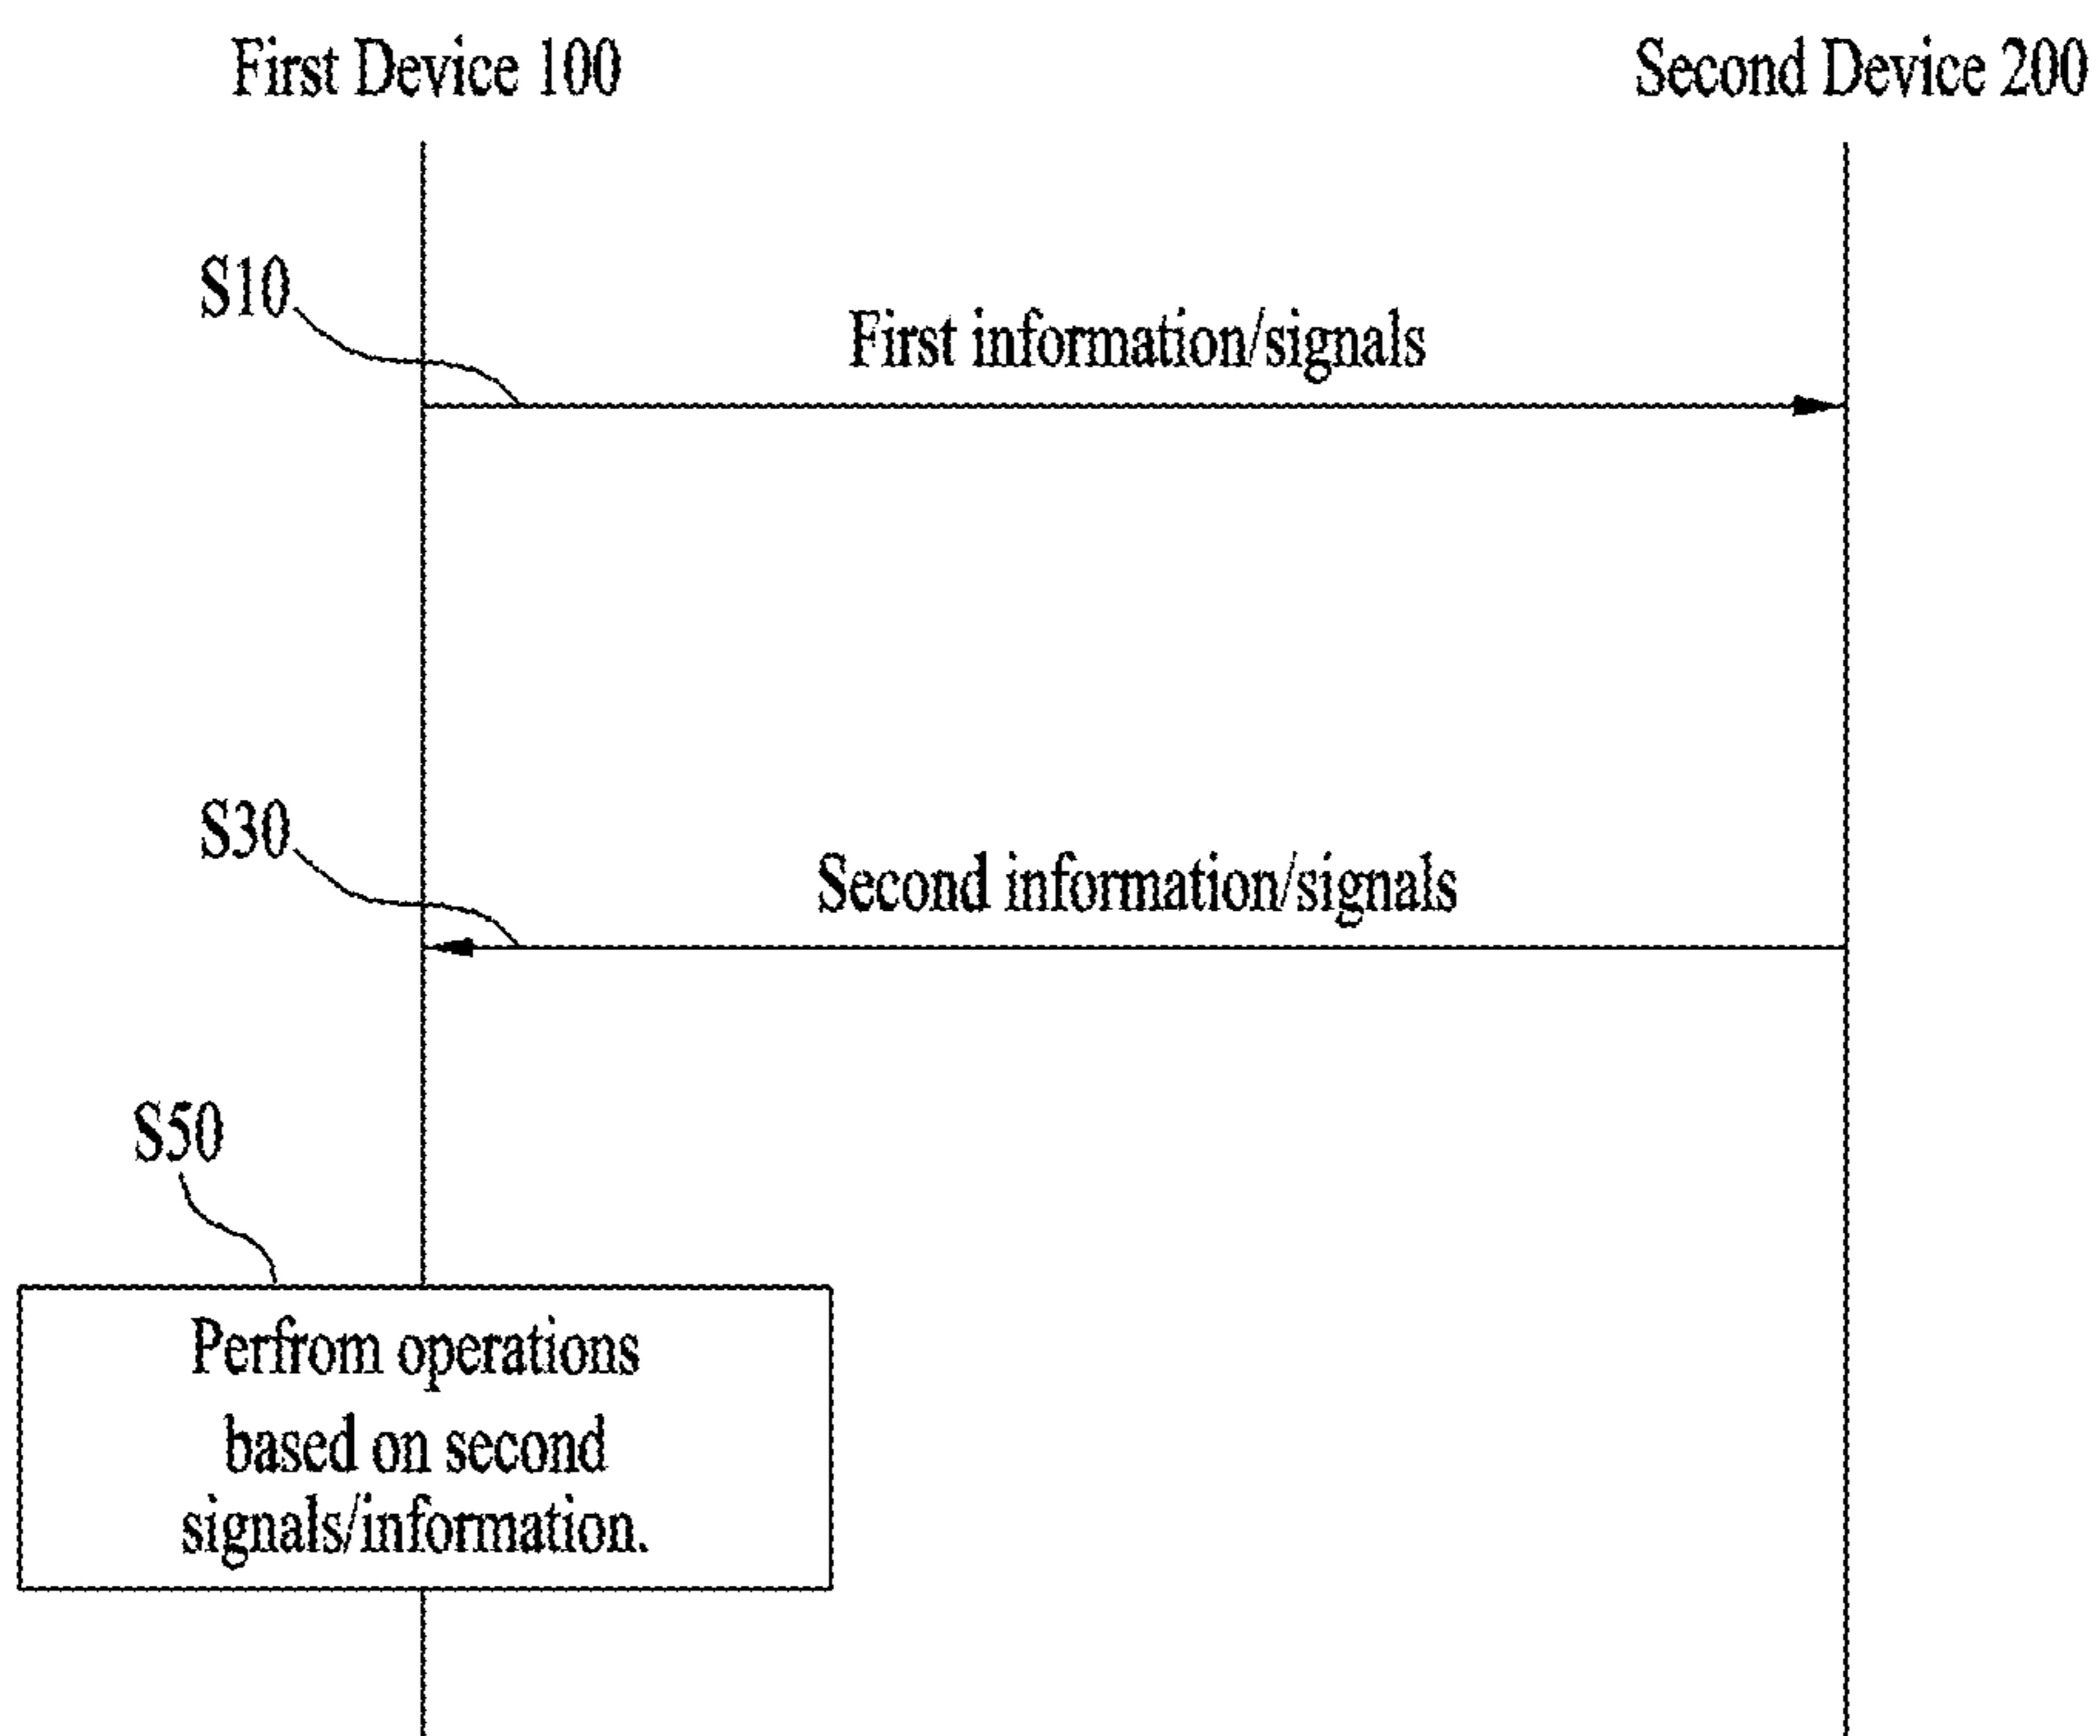 First Device 100
Second Device 200
S10
First information/signals
S30
Second information/signals
S50
Perfrom operations
based on second
signals/information.